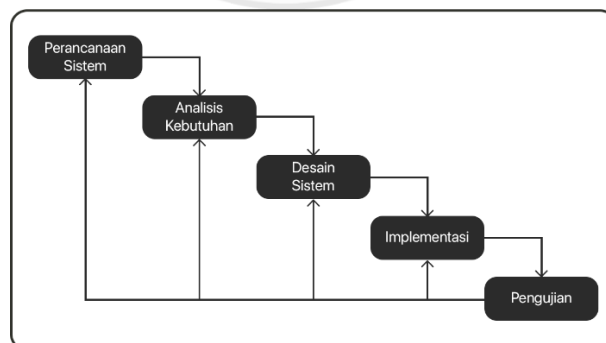 Perancanaan
Sistem
Analisis
Kebutuhan
Desain
Sistem
Implementasi
Pengujian